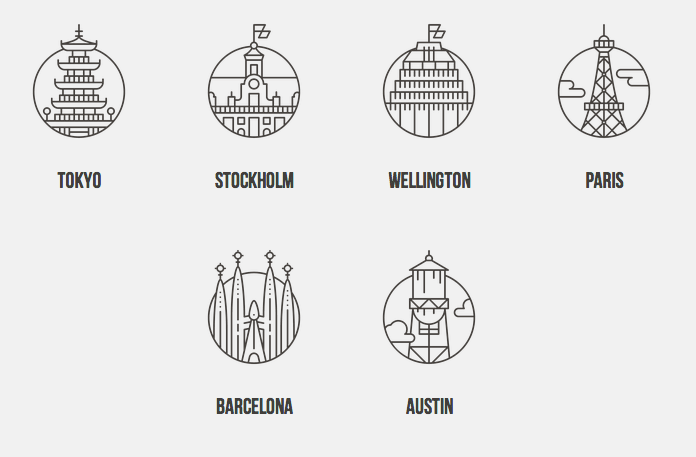 TOKYO
STOCKHOLM
WELLINGTON
PARIS
BARCELONA
AUSTIN